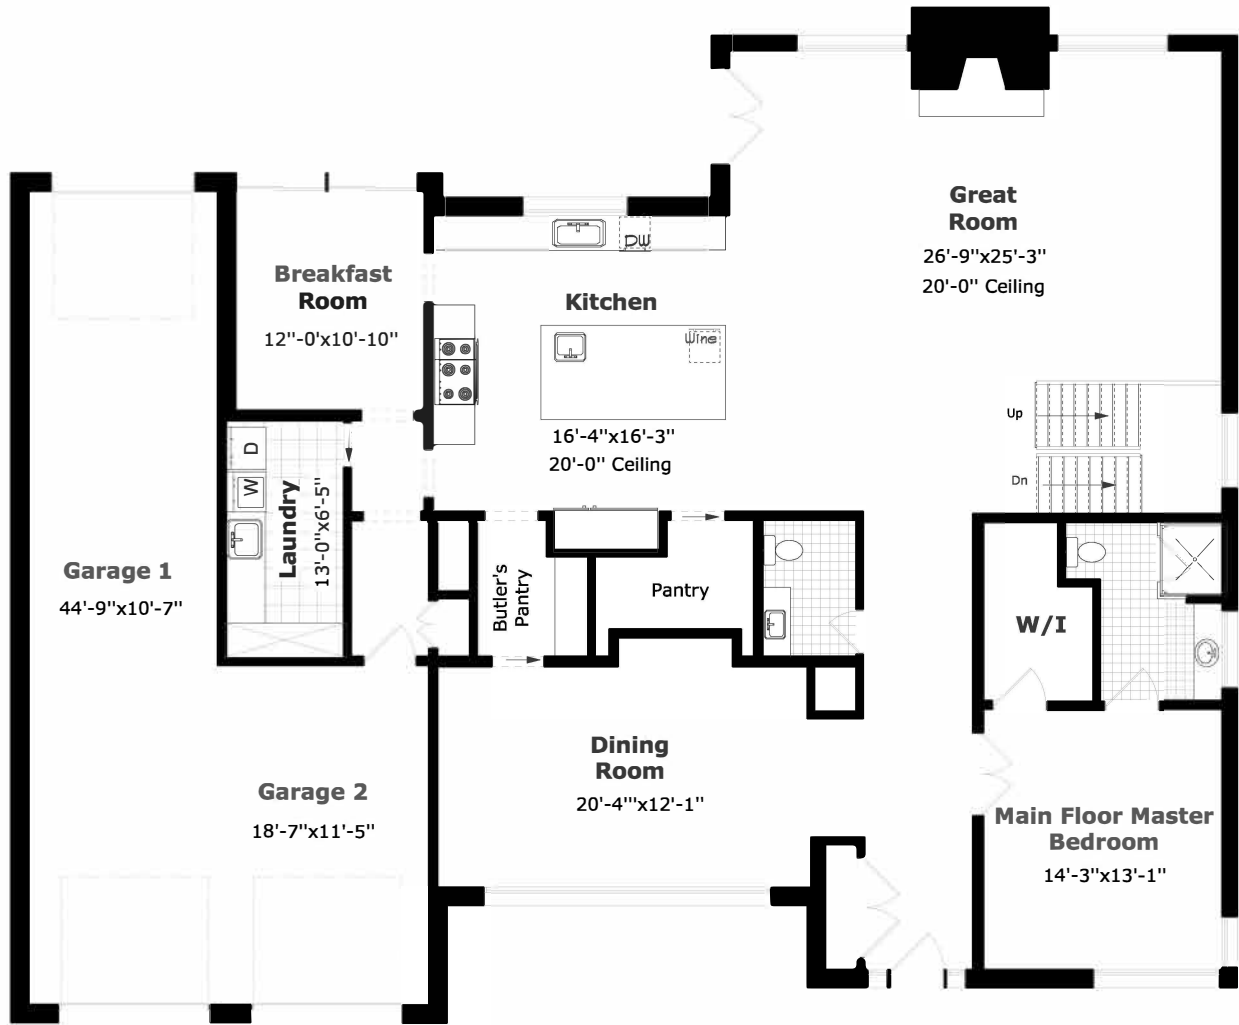 Great
Room
26'-9"x25'-3"
20'-0" Ceiling
DW
Breakfast
Room
12''-0'x10'-10''
Kitchen
Wine
16'-4''x16'-3''
20'-0'' Ceiling
Up
Dn
D
W
Laundry
13'-0''x6'-5''
Garage 1
44'-9''x10'-7''
Butler's
Pantry
Pantry
W/I
Dining
Room
20'-4'''x12'-1''
Garage 2
18'-7''x11'-5''
Main Floor Master
Bedroom
14'-3''x13'-1''